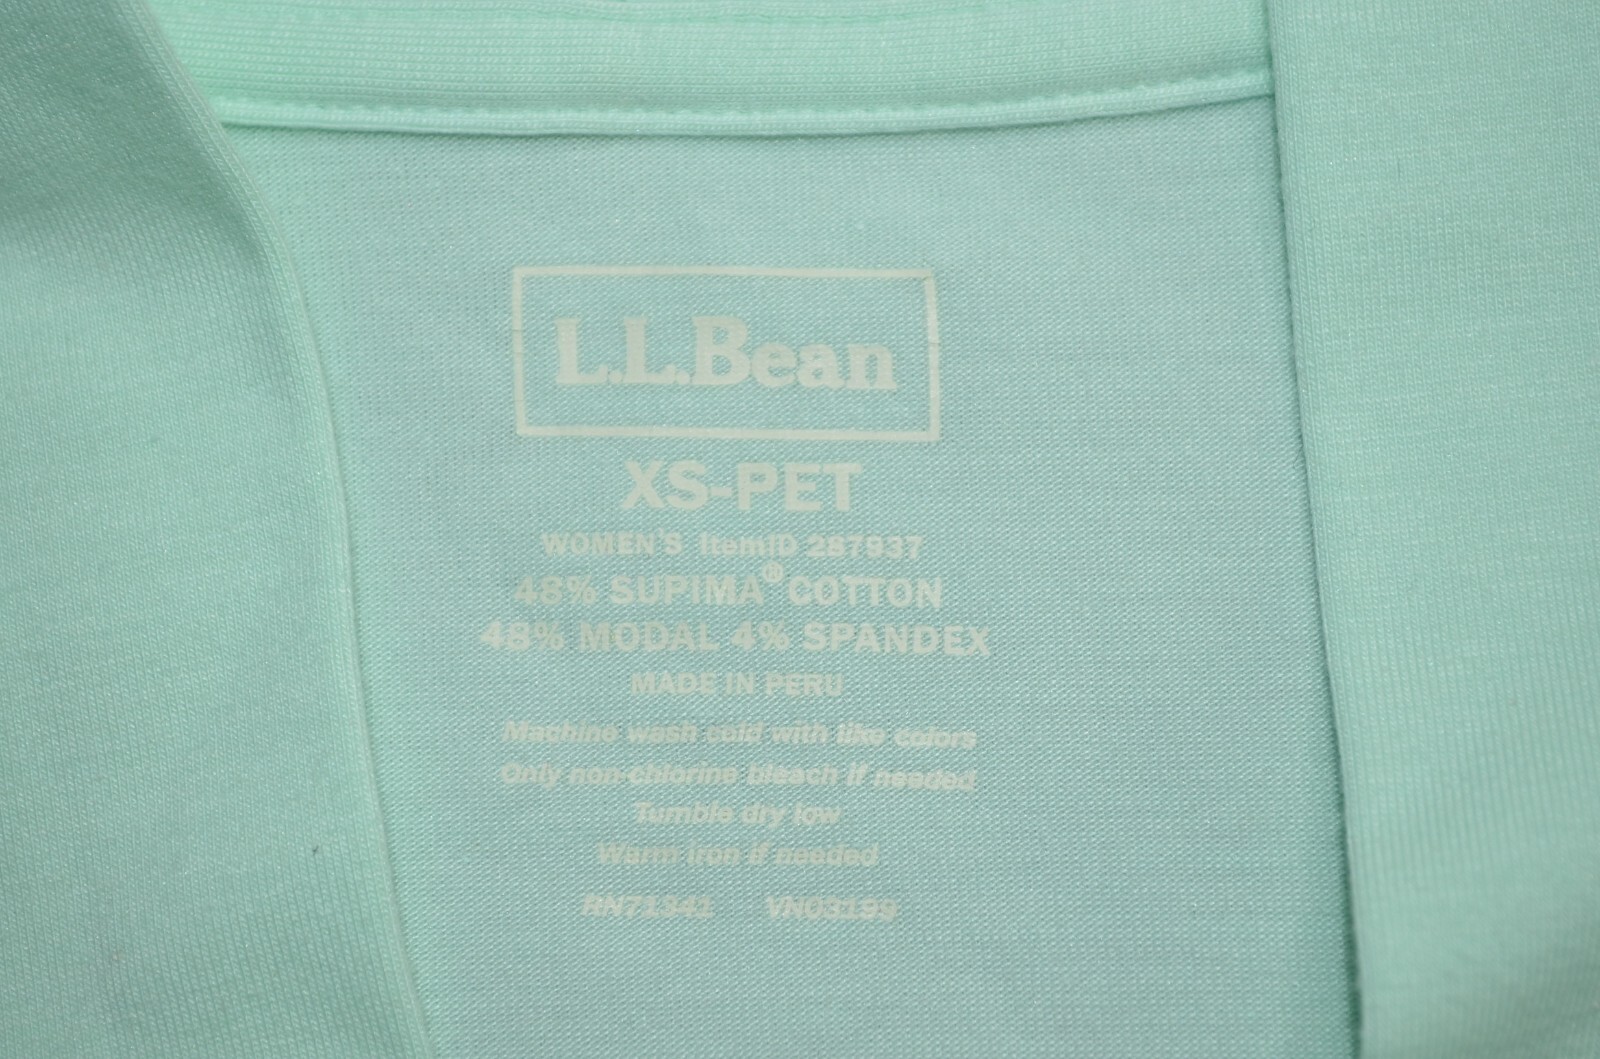 L.L.Bean
XS-PET
WOMEN'S ItemID 287937
48% SUPIMA® COTTON
48% MODAL 4% SPANDEX
MADE IN PERU
Machine wash cold with like colors
Only non-chlorine bleach if needed
Tumble dry low
Warm iron if needed
RN71341 VN03199